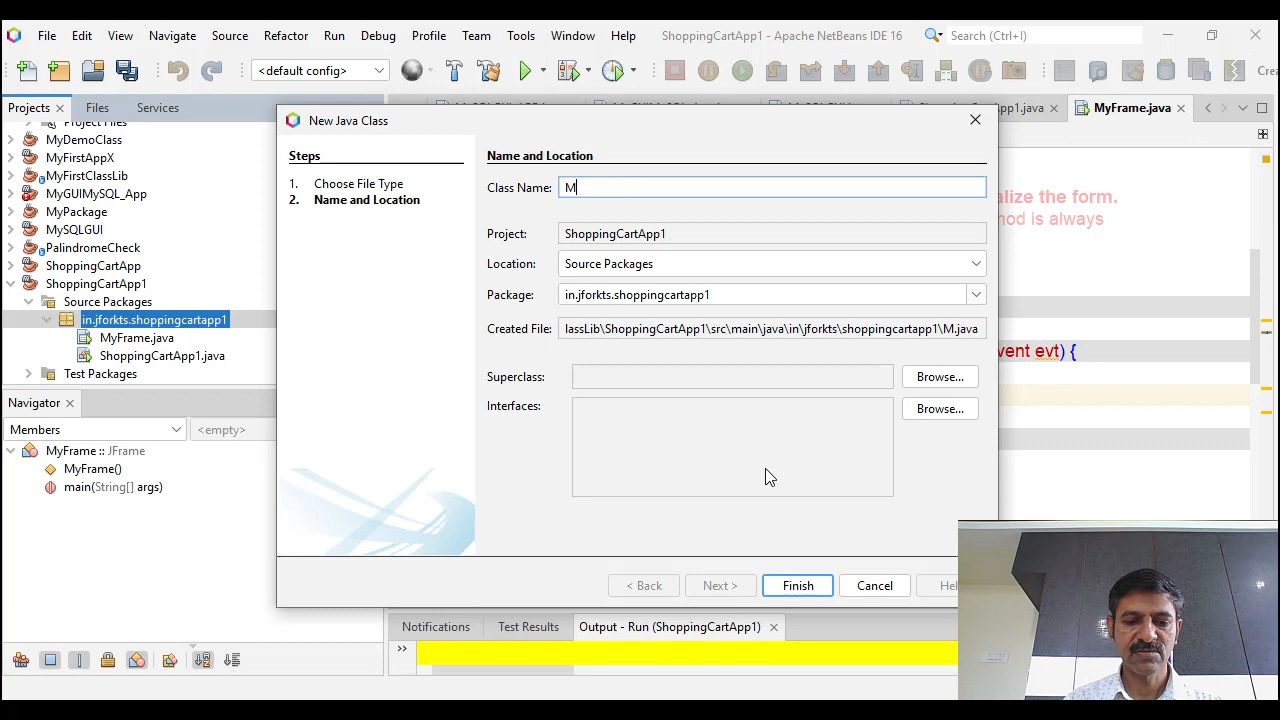 File Edit View Navigate Source Refactor Run Debug Profile Team Tools Window Help ShoppingCartApp1 - Apache NetBeans IDE 16 Search (Ctrl+I)
<default config>
Projects Files Services
App1.java MyFrame.java
Project Files
MyDemoClass
MyFirstAppX
MyFirstClassLib
MyGUIMySQL_App
MyPackage
MySQLGUI
PalindromeCheck
ShoppingCartApp
ShoppingCartApp1
Source Packages
in.jforkts.shoppingcartapp1
MyFrame.java
ShoppingCartApp1.java
Test Packages
Navigator
Members <empty>
MyFrame :: JFrame
MyFrame()
main(String[] args)
New Java Class
Steps
1. Choose File Type
2. Name and Location
Name and Location
Class Name: M
Project: ShoppingCartApp1
Location: Source Packages
Package: in.jforkts.shoppingcartapp1
Created File: assLib\ShoppingCartApp1\src\main\java\in\jforkts\shoppingcartapp1\M.java
Superclass: Browse...
Interfaces: Browse...
< Back Next > Finish Cancel Hel
alize the form.
hod is always
vent evt) {
Notifications Test Results Output - Run (ShoppingCartApp1)
>>